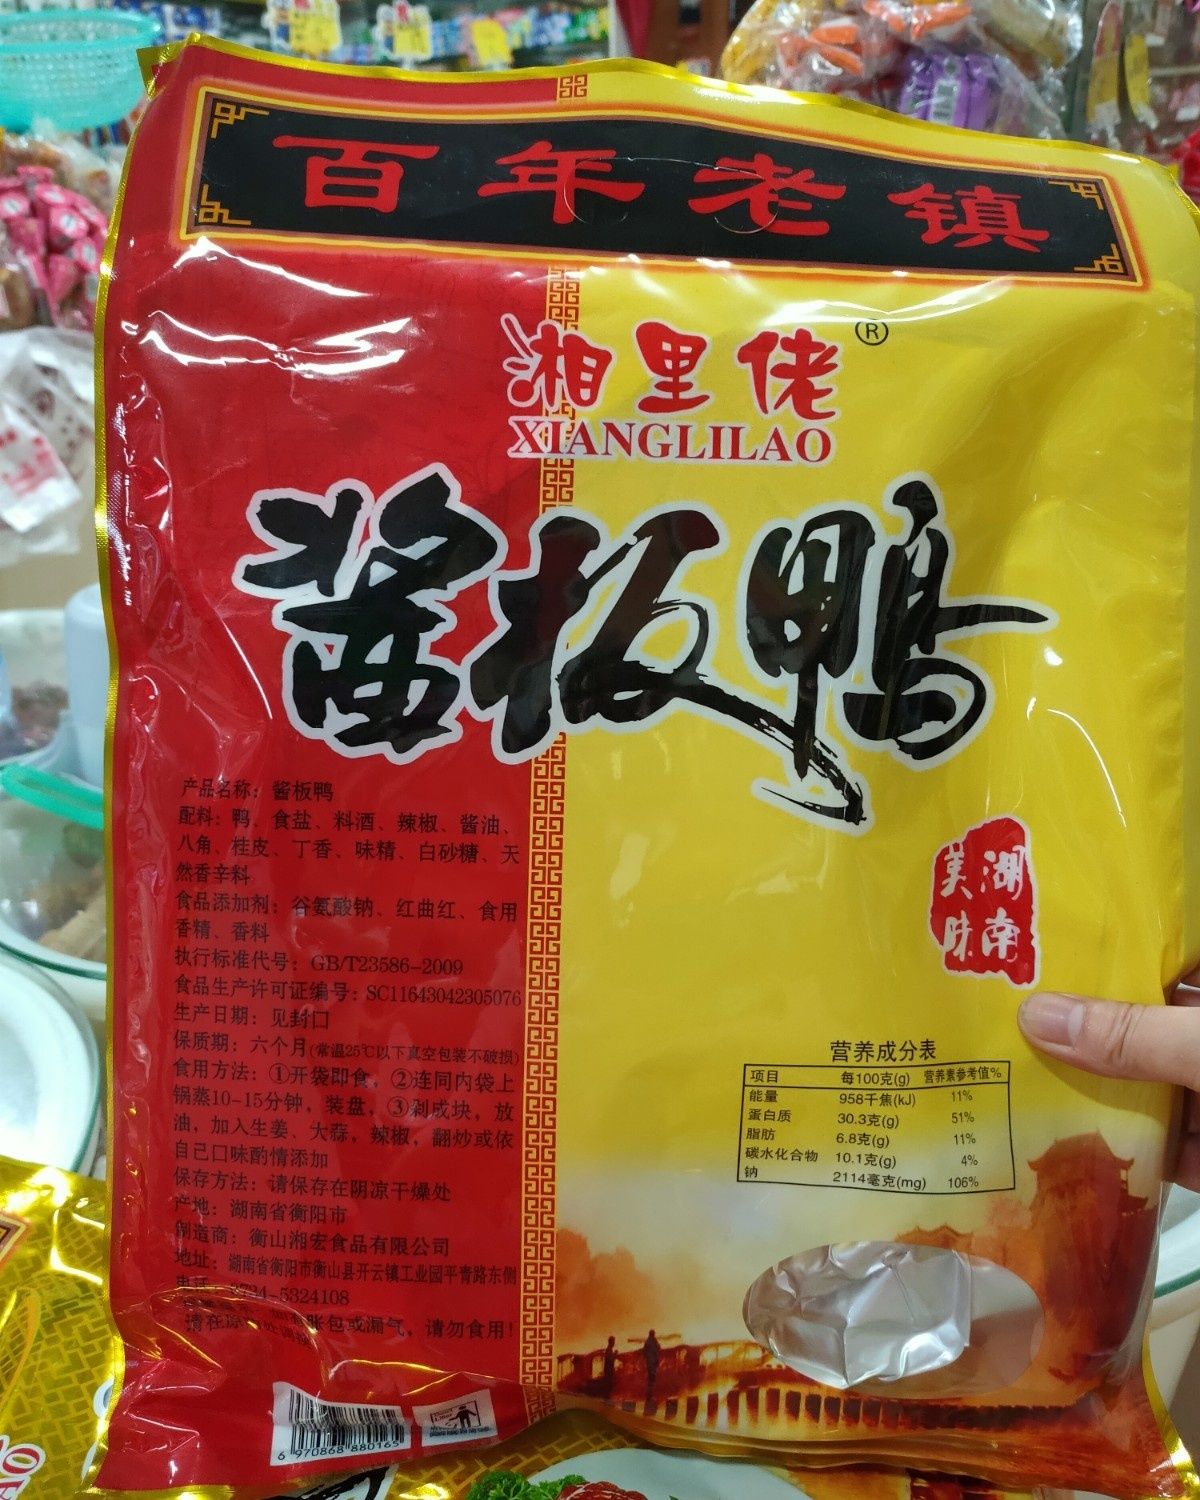 百年老镇
湘里佬®
XIANGLILAO
酱板鸭
湖南
美味
产品名称：酱板鸭
配料：鸭、食盐、料酒、辣椒、酱油、
八角、桂皮、丁香、味精、白砂糖、天
然香辛料
食品添加剂：谷氨酸钠、红曲红、食用
香精、香料
执行标准代号：GB/T23586-2009
食品生产许可证编号：SC11643042305076
生产日期：见封口
保质期：六个月(常温25℃以下真空包装不破损)
食用方法：①开袋即食，②连同内袋上
锅蒸10-15分钟，装盘，③剁成块，放
油，加入生姜、大蒜，辣椒，翻炒或依
自己口味酌情添加
保存方法：请保存在阴凉干燥处
产地：湖南省衡阳市
制造商：衡山湘宏食品有限公司
地址：湖南省衡阳市衡山县开云镇工业园平青路东侧
电话：0734-5324108
胀包或漏气，请勿食用！
请在原
营养成分表
项目 每100克(g) 营养素参考值%
能量 958千焦(kJ) 11%
蛋白质 30.3克(g) 51%
脂肪 6.8克(g) 11%
碳水化合物 10.1克(g) 4%
钠 2114毫克(mg) 106%
6 970868 880165